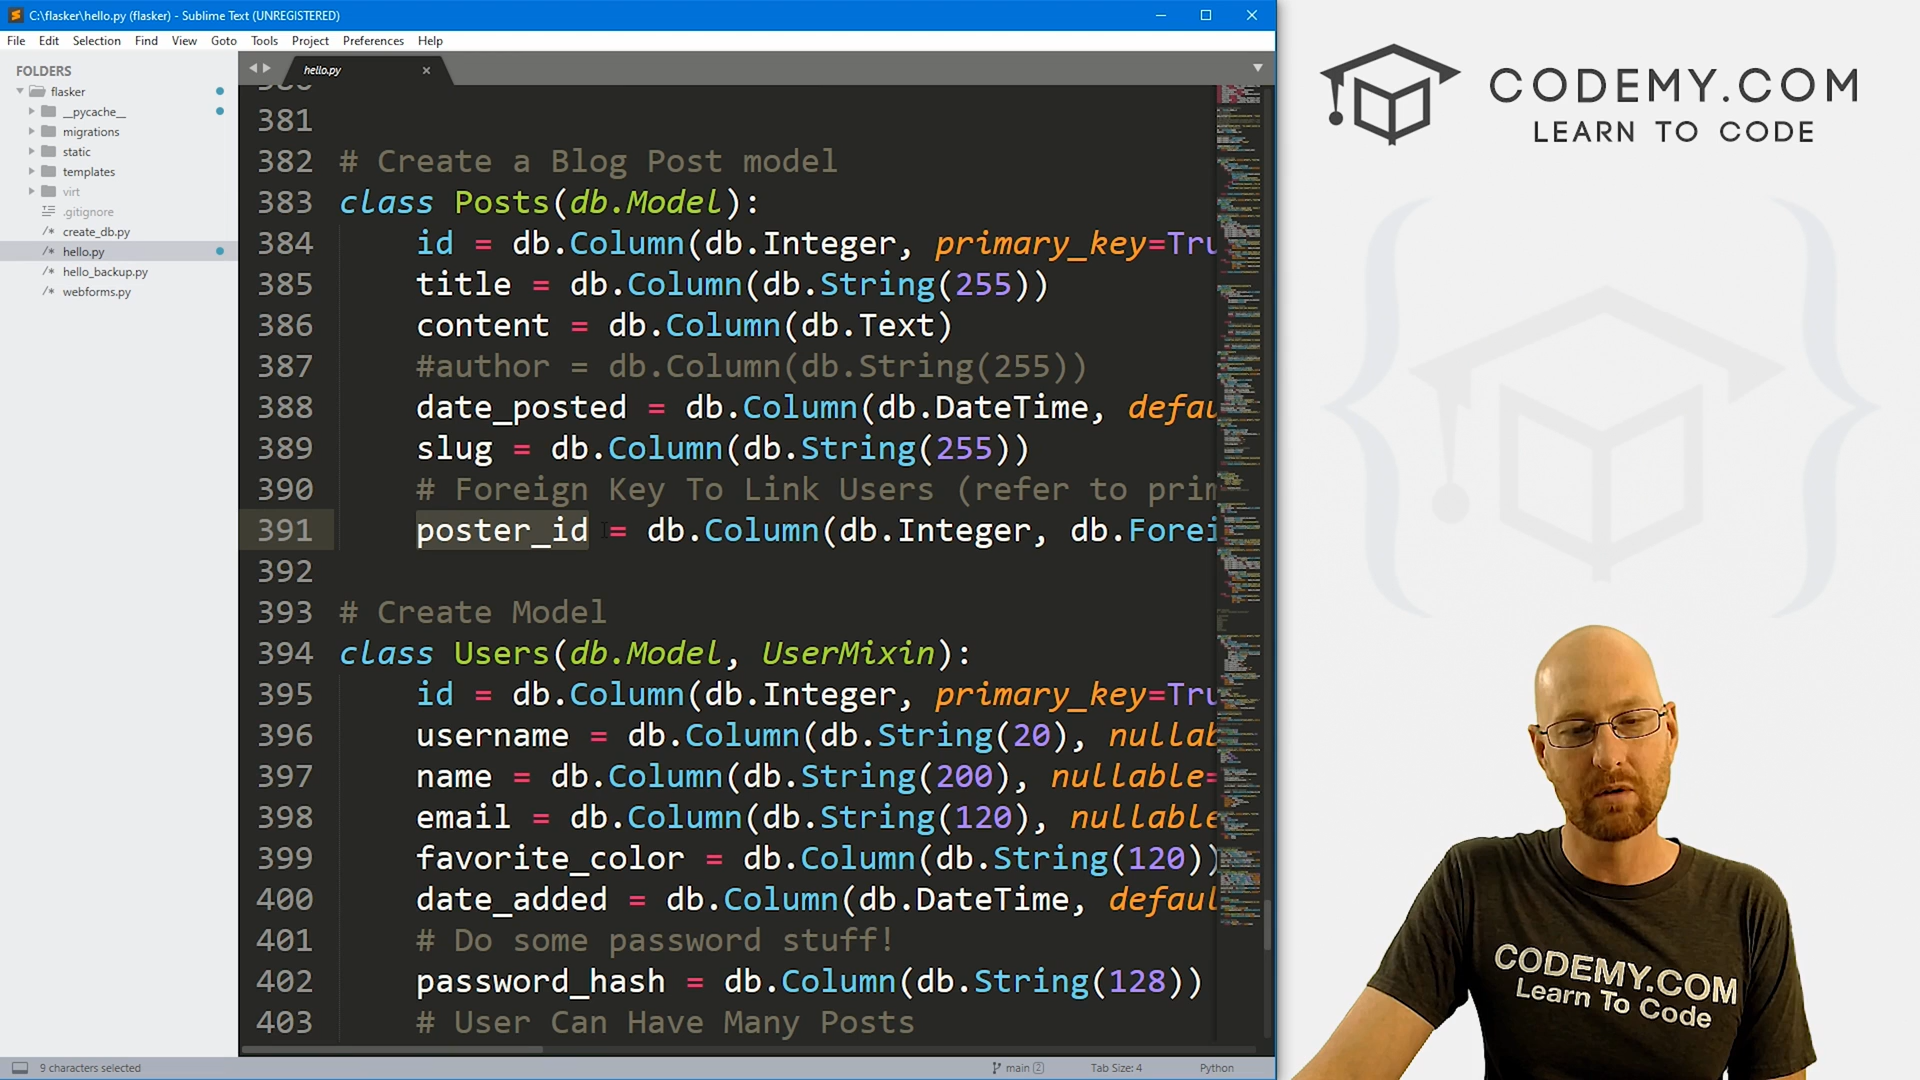 C:\flasker\hello.py (flasker) - Sublime Text (UNREGISTERED)
File Edit Selection Find View Goto Tools Project Preferences Help
FOLDERS
flasker
__pycache__
migrations
static
templates
virt
.gitignore
create_db.py
hello.py
hello_backup.py
webforms.py
hello.py
381
382 # Create a Blog Post model
383 class Posts(db.Model):
384 id = db.Column(db.Integer, primary_key=Tru
385 title = db.Column(db.String(255))
386 content = db.Column(db.Text)
387 #author = db.Column(db.String(255))
388 date_posted = db.Column(db.DateTime, defau
389 slug = db.Column(db.String(255))
390 # Foreign Key To Link Users (refer to prim
391 poster_id = db.Column(db.Integer, db.Forei
392
393 # Create Model
394 class Users(db.Model, UserMixin):
395 id = db.Column(db.Integer, primary_key=Tru
396 username = db.Column(db.String(20), nullab
397 name = db.Column(db.String(200), nullable=
398 email = db.Column(db.String(120), nullable
399 favorite_color = db.Column(db.String(120))
400 date_added = db.Column(db.DateTime, defaul
401 # Do some password stuff!
402 password_hash = db.Column(db.String(128))
403 # User Can Have Many Posts
9 characters selected
main 2
Tab Size: 4
Python
CODEMY.COM
LEARN TO CODE
CODEMY.COM
Learn To Code